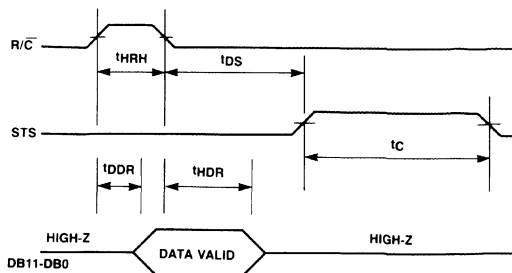 R/C̅
tHRH
tDS
STS
tC
tDDR
tHDR
HIGH-Z
DATA VALID
HIGH-Z
DB11-DB0